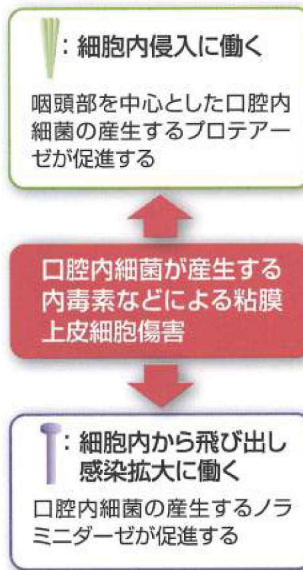 ：細胞内侵入に働く
咽頭部を中心とした口腔内
細菌の産生するプロテアー
ゼが促進する
口腔内細菌が産生する
内毒素などによる粘膜
上皮細胞傷害
：細胞内から飛び出し
感染拡大に働く
口腔内細菌の産生するノラ
ミニダーゼが促進する